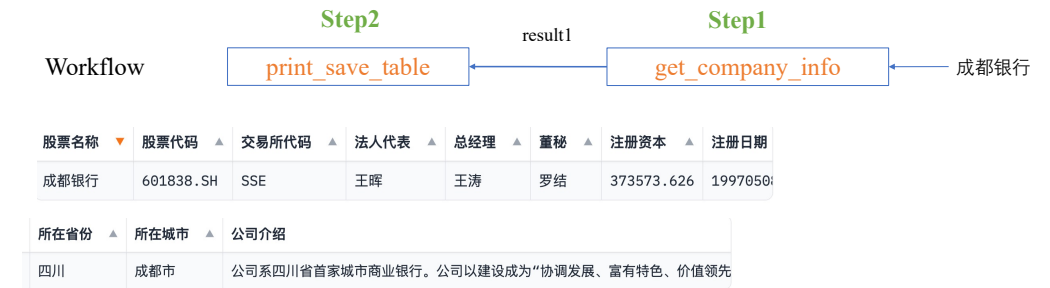 Step2 Step1
result1
Workflow print_save_table get_company_info 成都银行
股票名称 股票代码 交易所代码 法人代表 总经理 董秘 注册资本 注册日期
成都银行 601838.SH SSE 王晖 王涛 罗结 373573.626 1997050
所在省份 所在城市 公司介绍
四川 成都市 公司系四川省首家城市商业银行。公司以建设成为“协调发展、富有特色、价值领先